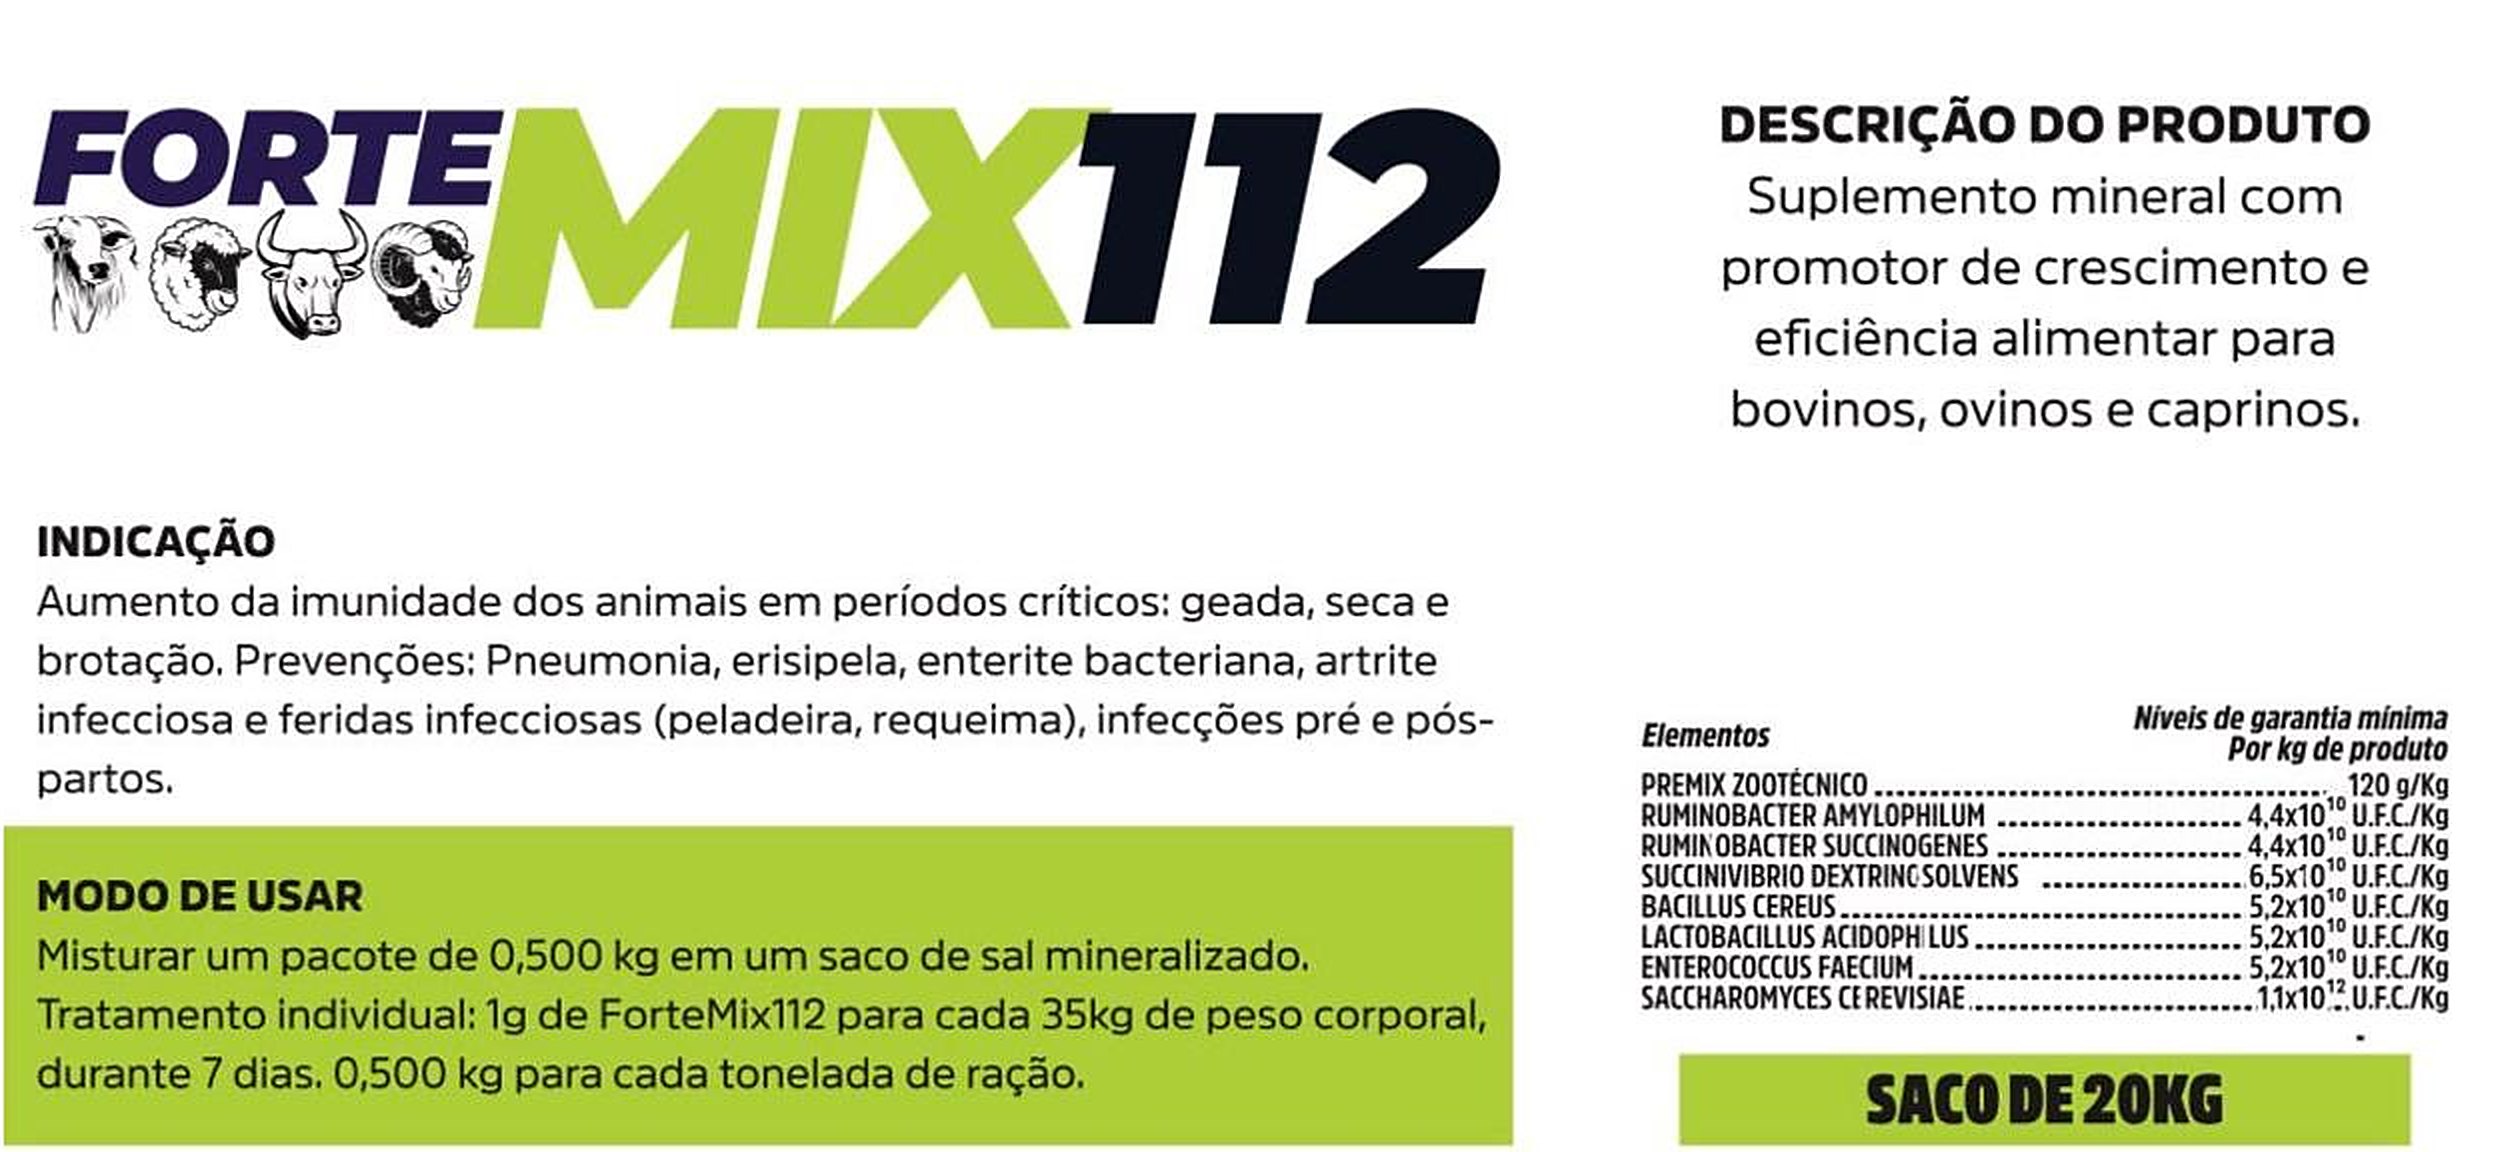 FORTEMIX112
DESCRIÇÃO DO PRODUTO
Suplemento mineral com
promotor de crescimento e
eficiência alimentar para
bovinos, ovinos e caprinos.
INDICAÇÃO
Aumento da imunidade dos animais em períodos críticos: geada, seca e
brotação. Prevenções: Pneumonia, erisipela, enterite bacteriana, artrite
infecciosa e feridas infecciosas (peladeira, requeima), infecções pré e pós-
partos.
MODO DE USAR
Misturar um pacote de 0,500 kg em um saco de sal mineralizado.
Tratamento individual: 1g de ForteMix112 para cada 35kg de peso corporal,
durante 7 dias. 0,500 kg para cada tonelada de ração.
Elementos
Níveis de garantia mínima
Por kg de produto
PREMIX ZOOTÉCNICO ........ 120 g/Kg
RUMINOBACTER AMYLOPHILUM ........ 4,4x10¹⁰ U.F.C./Kg
RUMINOBACTER SUCCINOGENES ........ 4,4x10¹⁰ U.F.C./Kg
SUCCINIVIBRIO DEXTRINOSOLVENS ........ 6,5x10¹⁰ U.F.C./Kg
BACILLUS CEREUS ........ 5,2x10¹⁰ U.F.C./Kg
LACTOBACILLUS ACIDOPHILUS ........ 5,2x10¹⁰ U.F.C./Kg
ENTEROCOCCUS FAECIUM ........ 5,2x10¹⁰ U.F.C./Kg
SACCHAROMYCES CEREVISIAE ........ 1,1x10¹² U.F.C./Kg
SACO DE 20KG